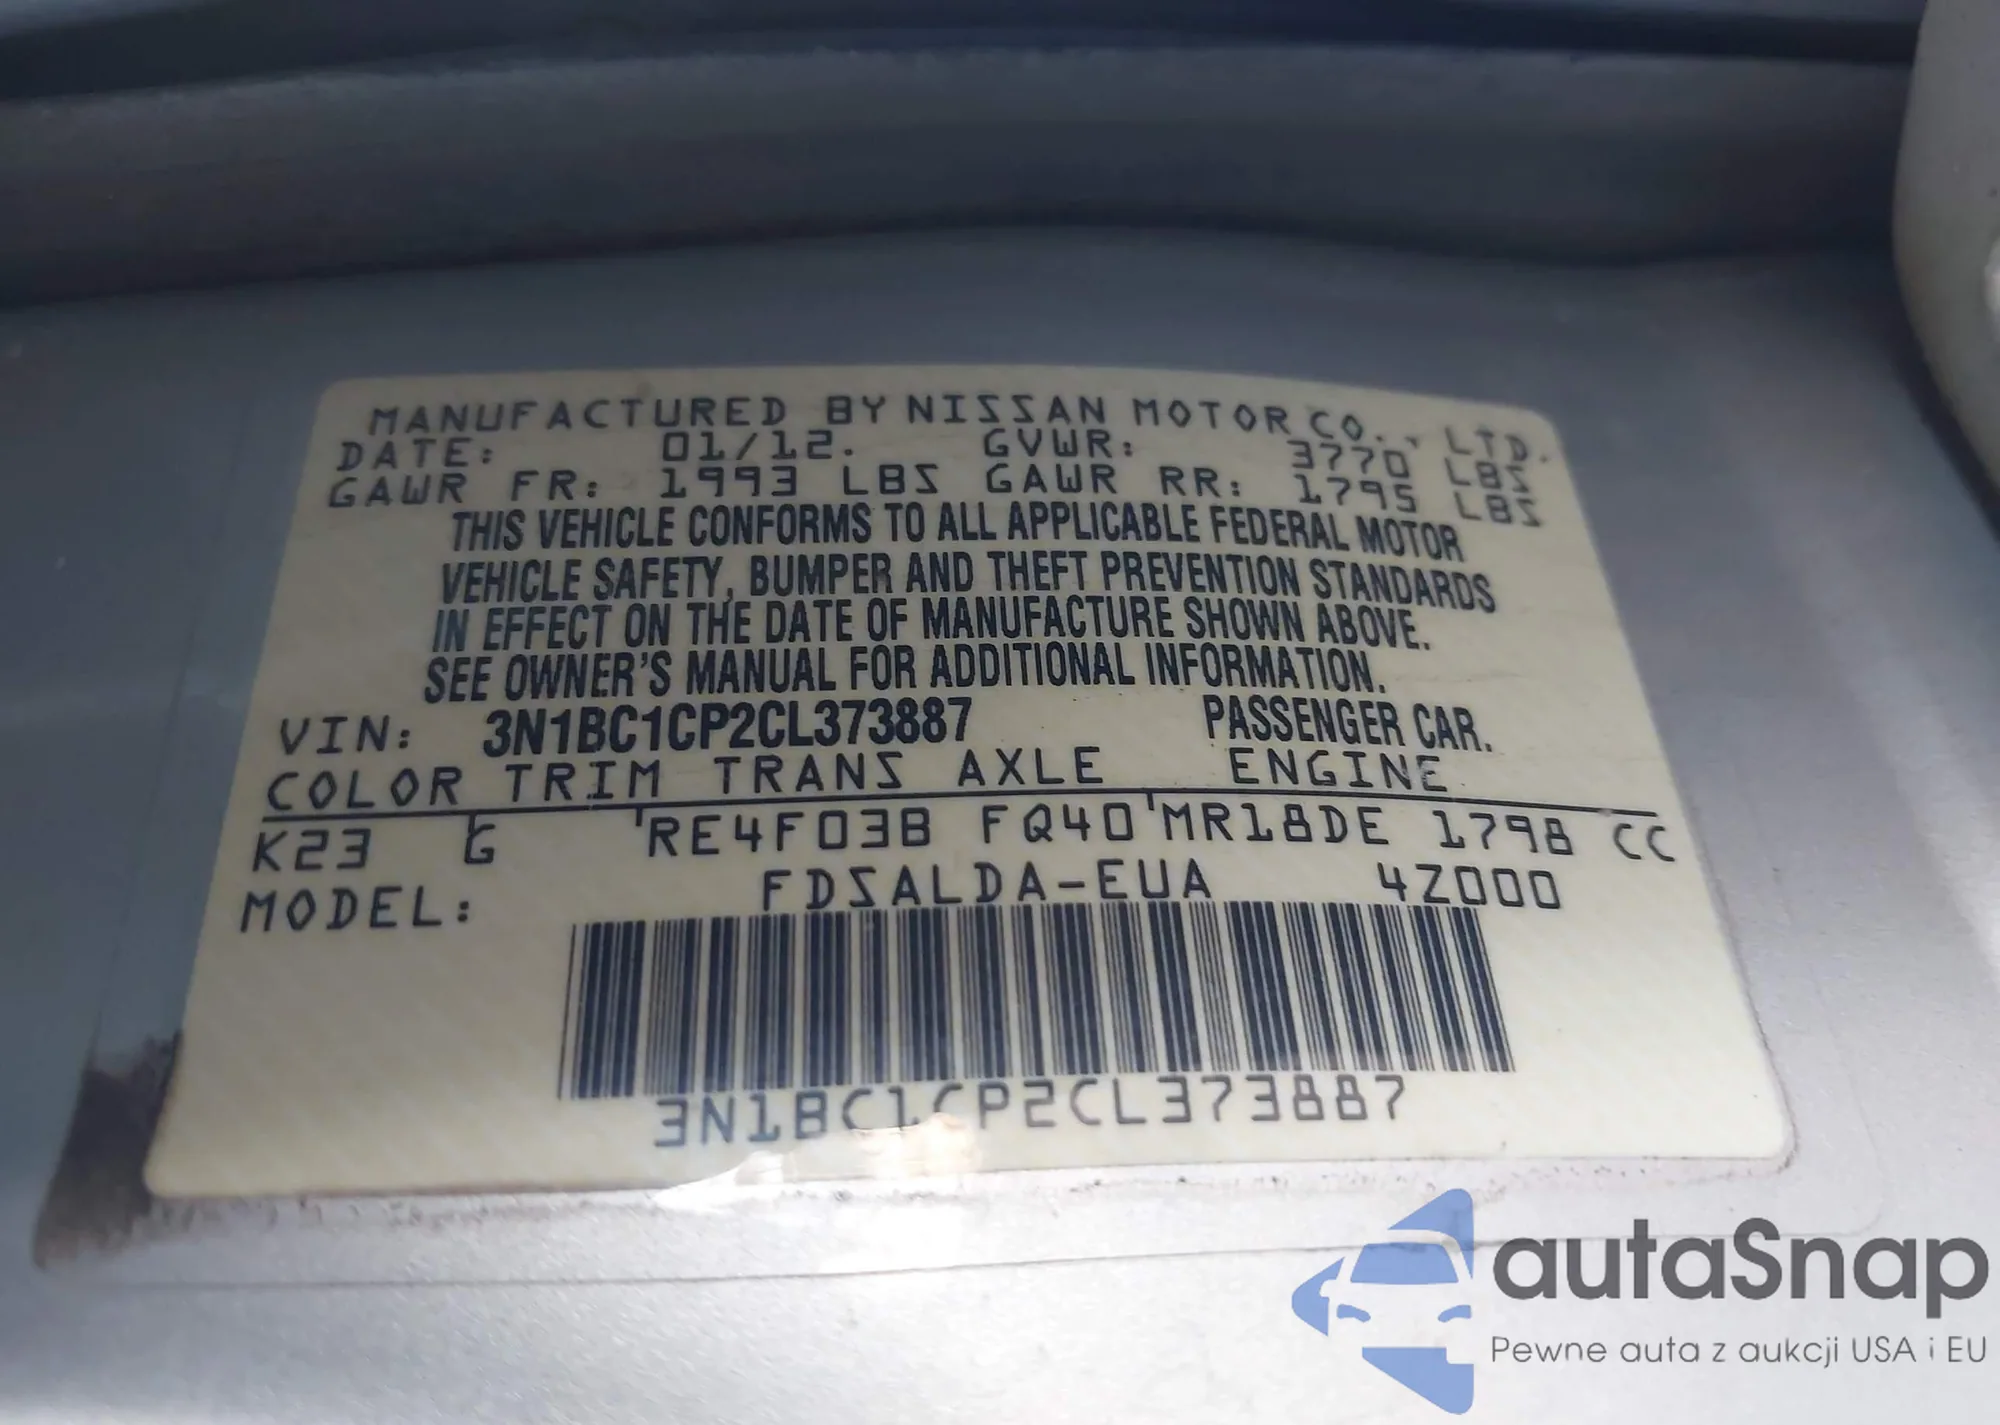 MANUFACTURED BY NISSAN MOTOR CO., LTD.
DATE: 01/12. GVWR: 3770 LBS
GAWR FR: 1993 LBS GAWR RR: 1795 LBS
THIS VEHICLE CONFORMS TO ALL APPLICABLE FEDERAL MOTOR
VEHICLE SAFETY, BUMPER AND THEFT PREVENTION STANDARDS
IN EFFECT ON THE DATE OF MANUFACTURE SHOWN ABOVE.
SEE OWNER'S MANUAL FOR ADDITIONAL INFORMATION.
VIN: 3N1BC1CP2CL373887 PASSENGER CAR.
COLOR TRIM TRANS AXLE ENGINE
K23 G RE4F03B FQ40 MR18DE 1798 CC
MODEL: FDSALDA-EUA 4Z000
3N1BC1CP2CL373887
autaSnap
Pewne auta z aukcji USA i EU